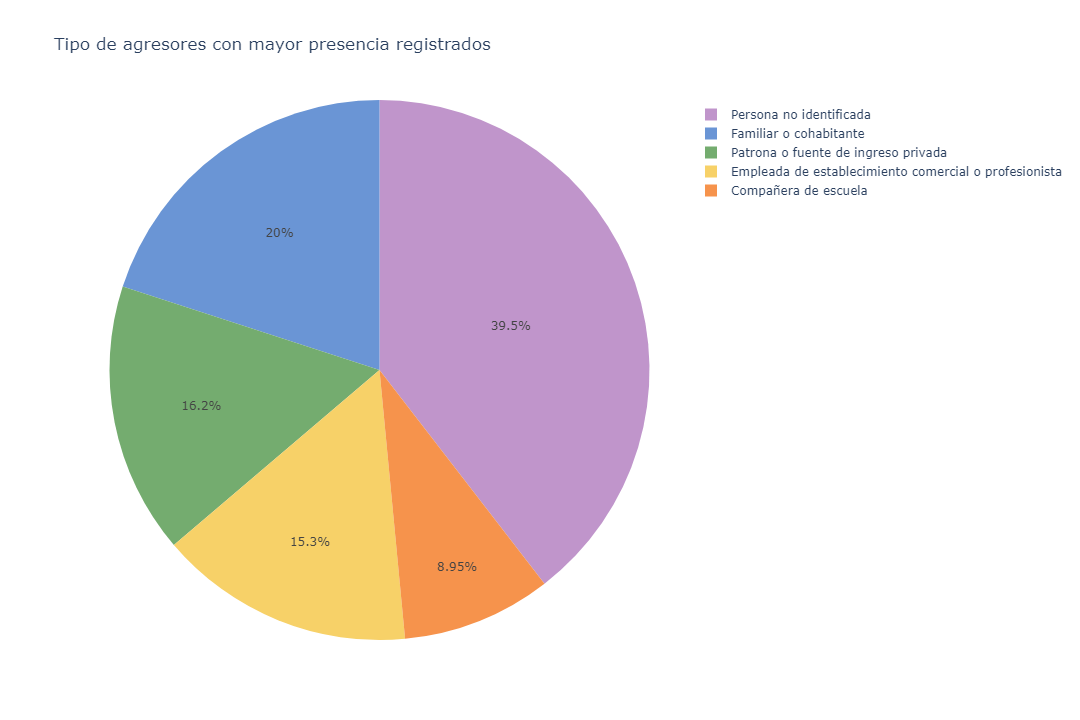 Tipo de agresores con mayor presencia registrados
Persona no identificada
Familiar o cohabitante
Patrona o fuente de ingreso privada
Empleada de establecimiento comercial o profesionista
Compañera de escuela
20%
39.5%
16.2%
15.3%
8.95%